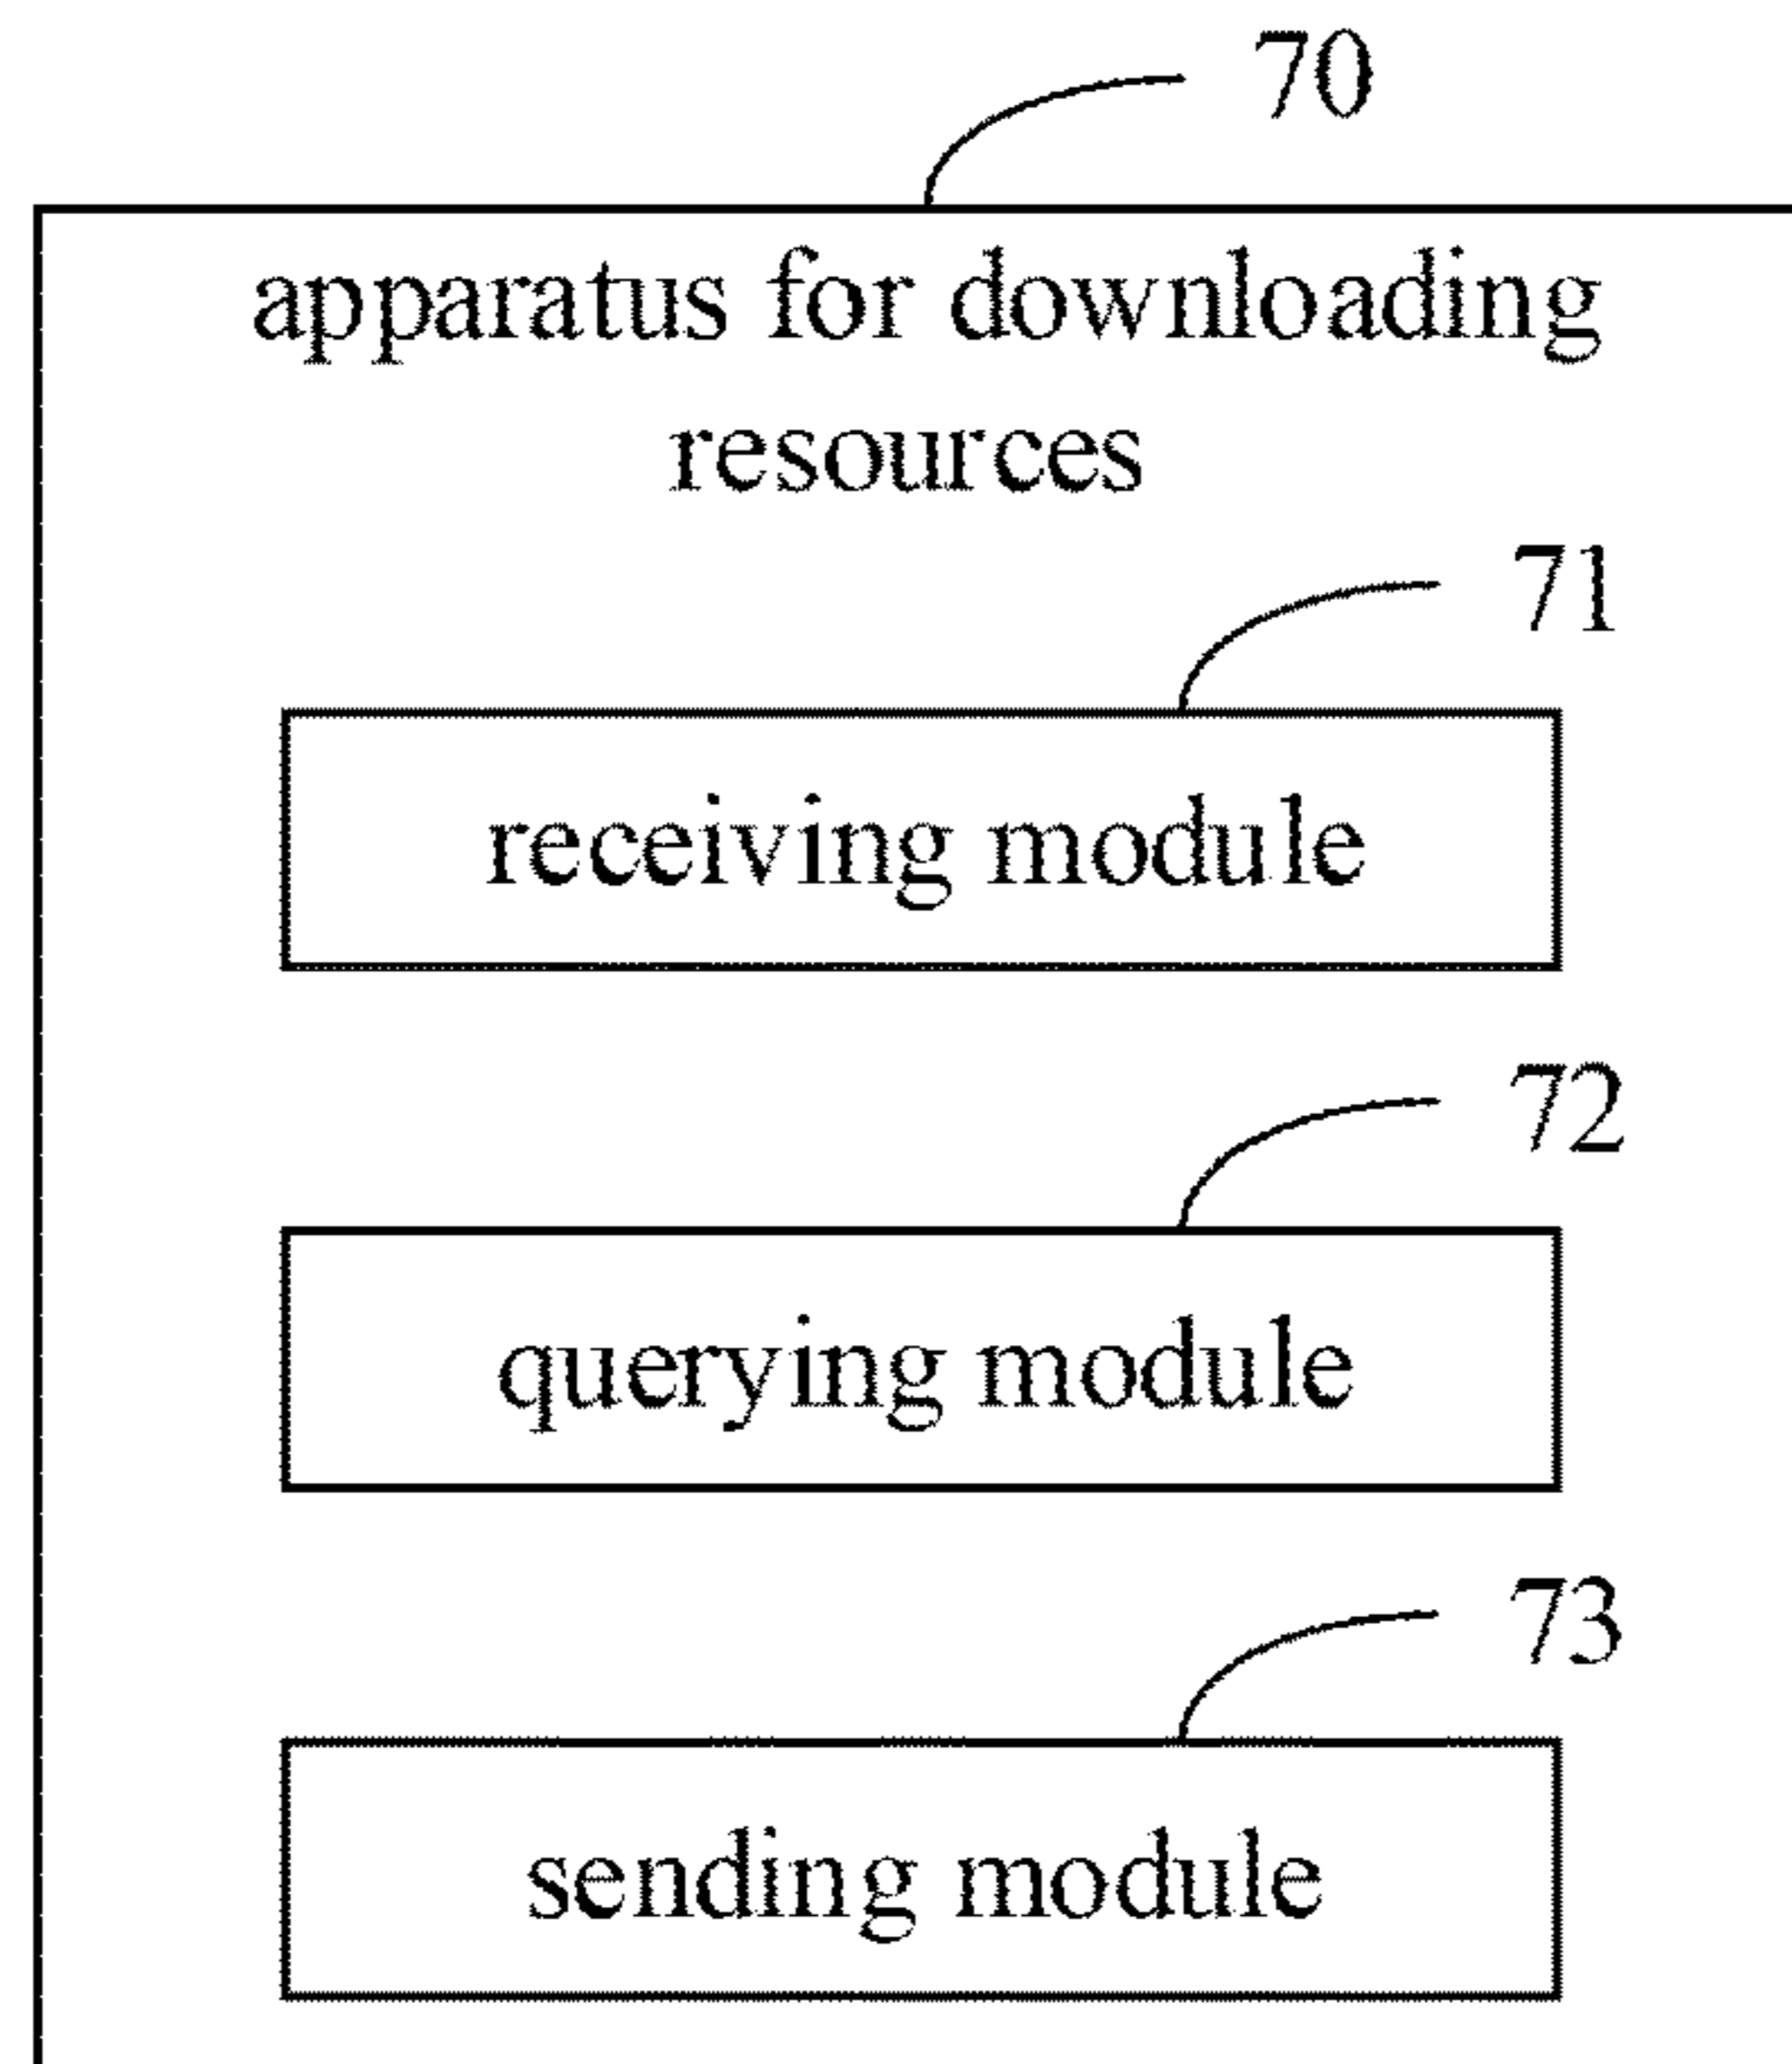 70
apparatus for downloading
resources
71
receiving module
72
querying module
73
sending module